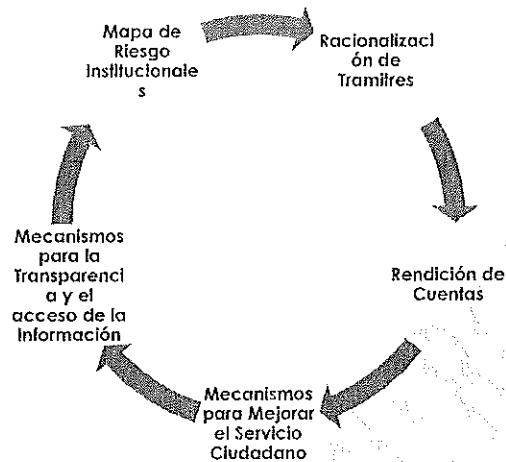 Mapa de
Riesgo
Institucionale
s
Racionalizaci
ón de
Tramitres
Rendición de
Cuentas
Mecanismos
para Mejorar
el Servicio
Ciudadano
Mecanismos
para la
Transparenci
a y el
acceso de la
Información